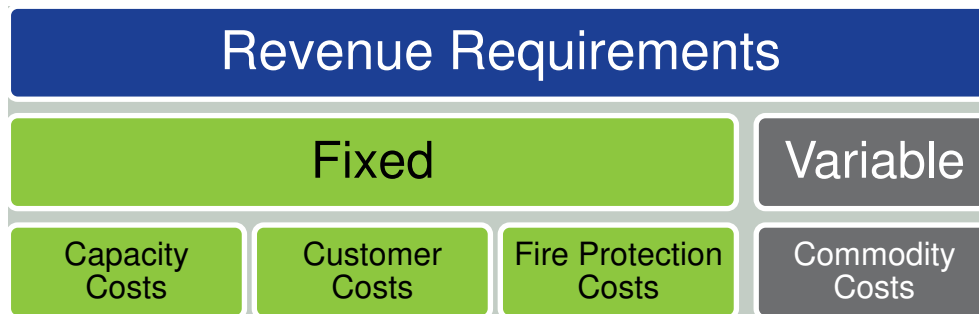 Revenue Requirements
Fixed
Variable
Capacity
Costs
Customer
Costs
Fire Protection
Costs
Commodity
Costs